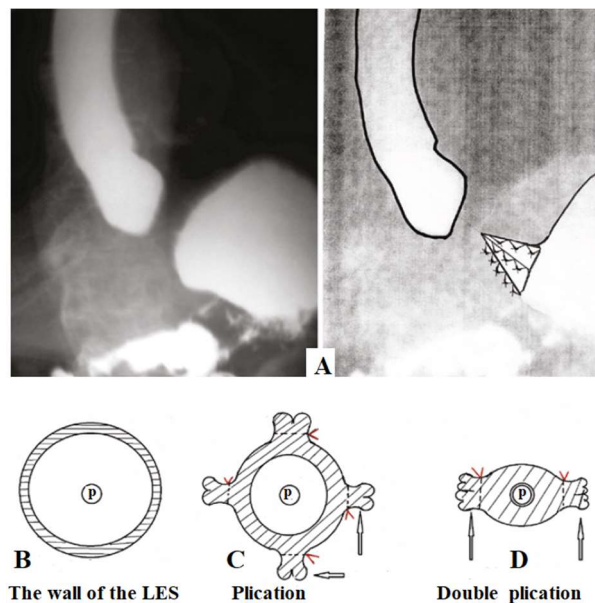 A
p
p
p
B
C
D
The wall of the LES
Plication
Double plication